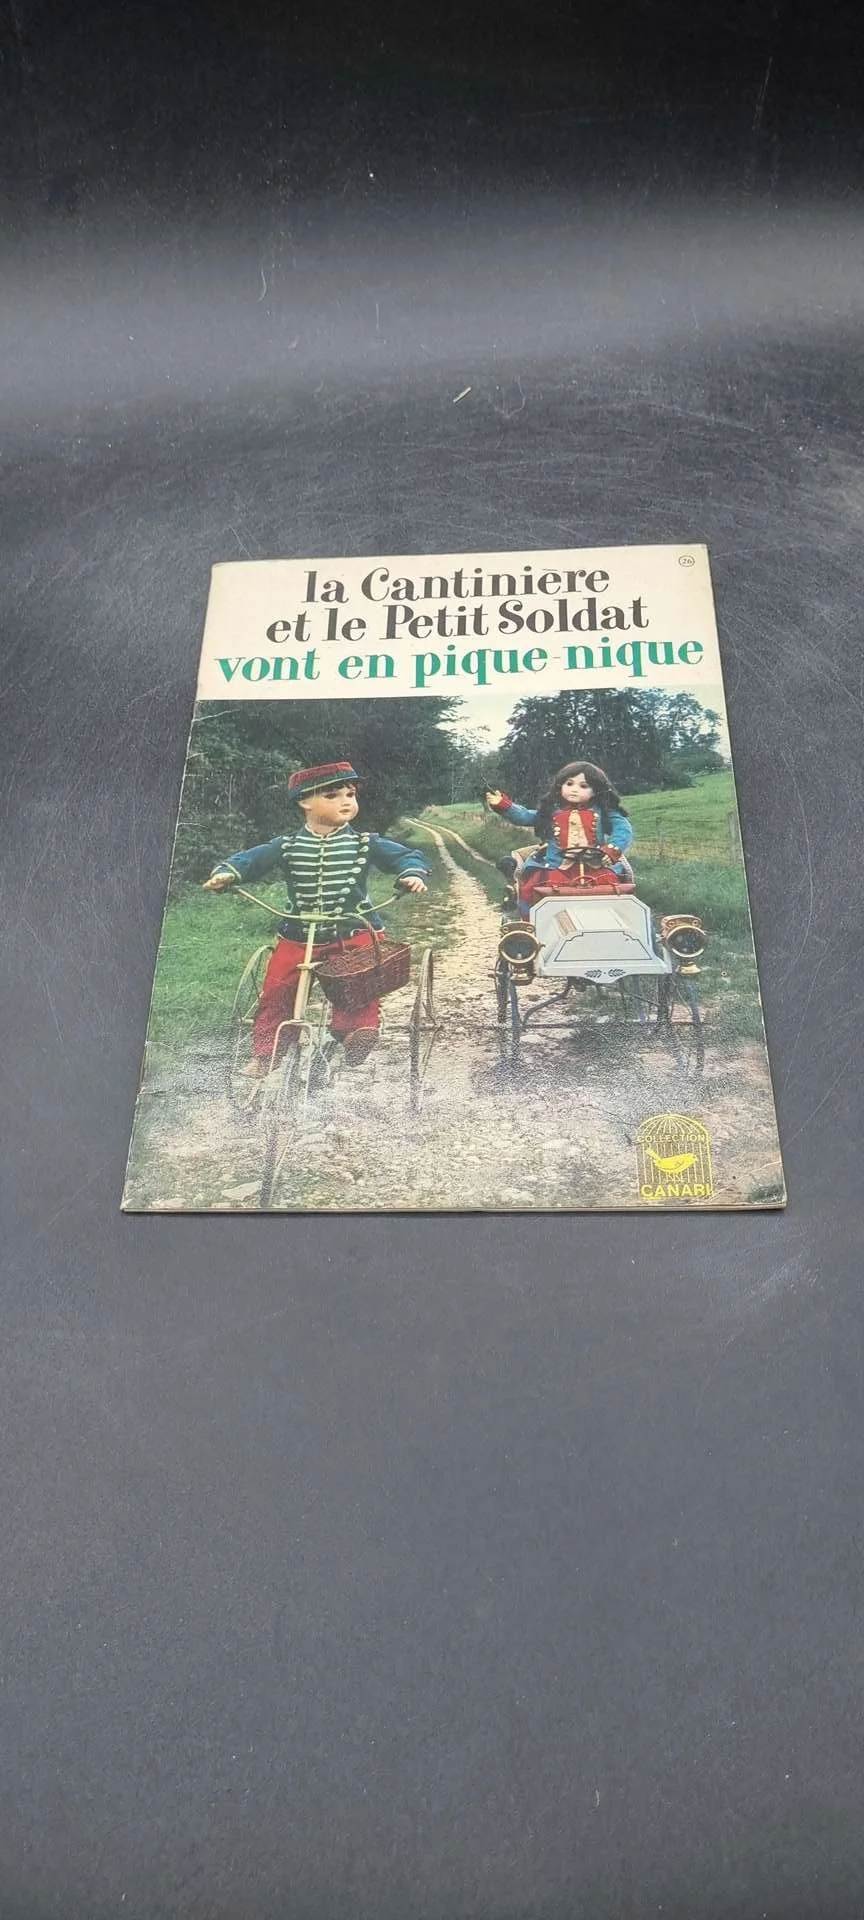 26
la Cantinière
et le Petit Soldat
vont en pique-nique
COLLECTION
CANARI